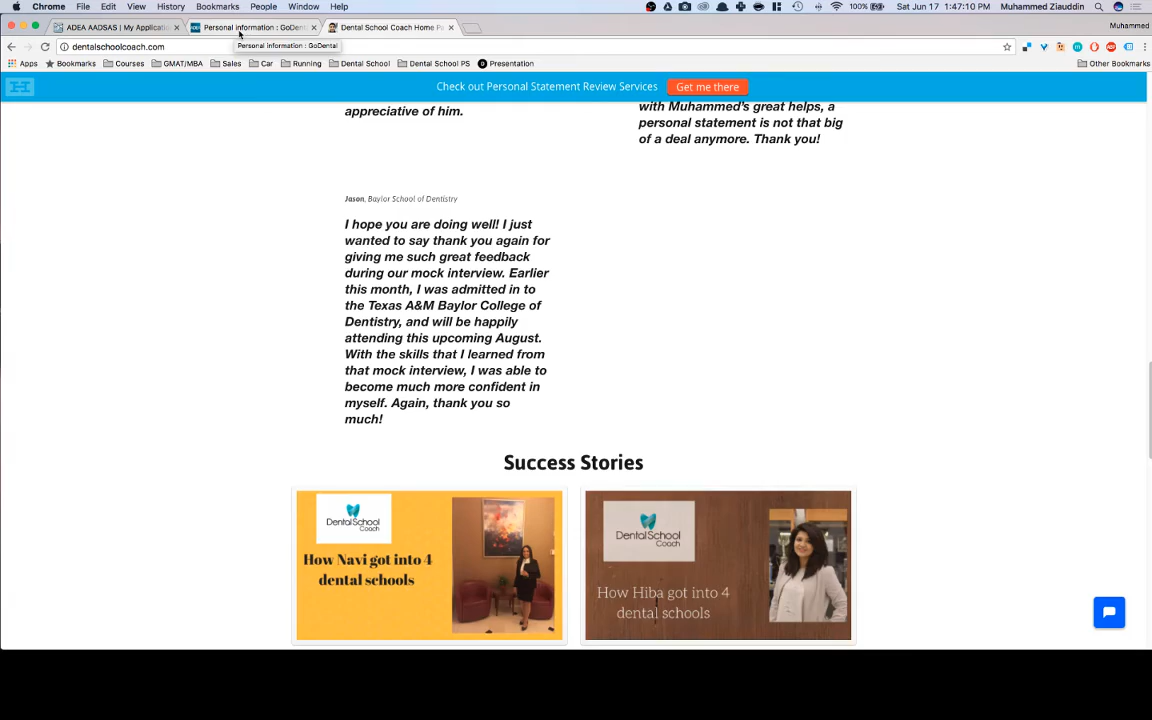 Chrome File Edit View History Bookmarks People Window Help 100% Sat Jun 17 1:47:10 PM Muhammed Ziauddin
ADEA AADSAS | My Applicatio Personal information : GoDent Dental School Coach Home Pa Muhammed
dentalschoolcoach.com Personal information : GoDental
Apps Bookmarks Courses GMAT/MBA Sales Car Running Dental School Dental School PS Presentation Other Bookmarks
Check out Personal Statement Review Services Get me there
appreciative of him.
with Muhammed's great helps, a
personal statement is not that big
of a deal anymore. Thank you!
Jason, Baylor School of Dentistry
I hope you are doing well! I just
wanted to say thank you again for
giving me such great feedback
during our mock interview. Earlier
this month, I was admitted in to
the Texas A&M Baylor College of
Dentistry, and will be happily
attending this upcoming August.
With the skills that I learned from
that mock interview, I was able to
become much more confident in
myself. Again, thank you so
much!
Success Stories
DentalSchool
Coach
How Navi got into 4
dental schools
DentalSchool
Coach
How Hiba got into 4
dental schools